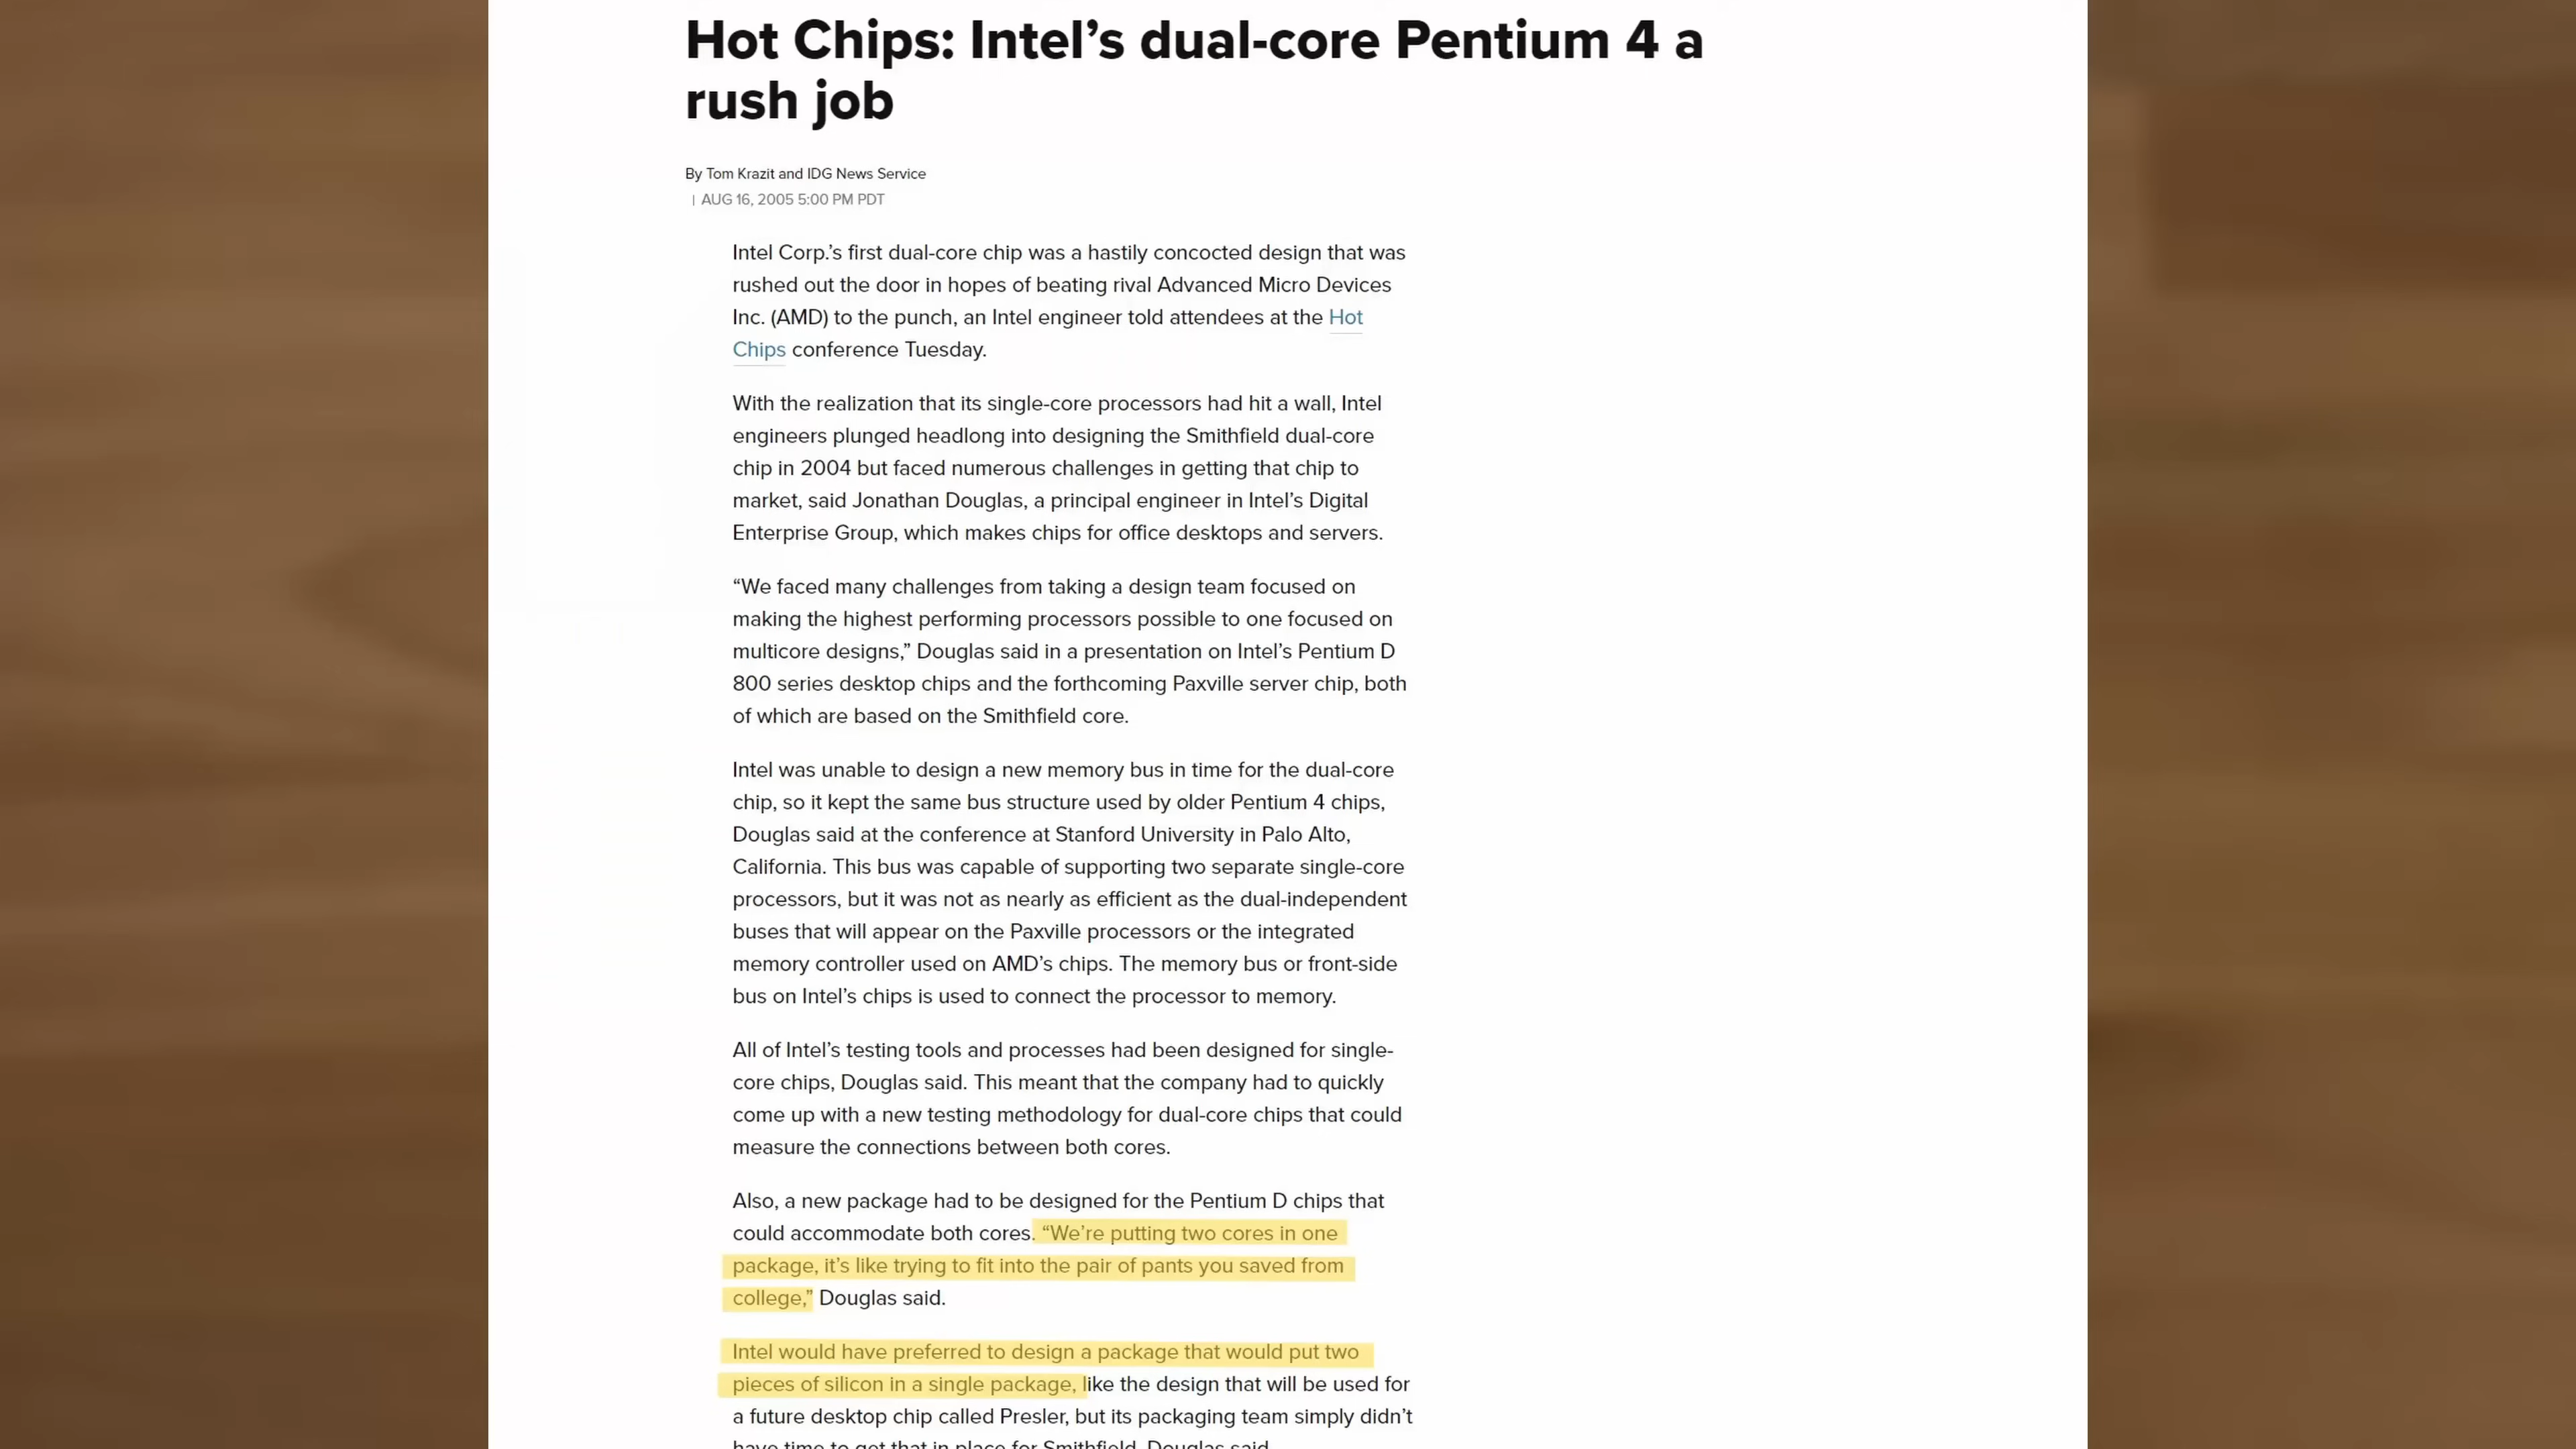 Hot Chips: Intel’s dual-core Pentium 4 a
rush job
By Tom Krazit and IDG News Service
| AUG 16, 2005 5:00 PM PDT
Intel Corp.’s first dual-core chip was a hastily concocted design that was
rushed out the door in hopes of beating rival Advanced Micro Devices
Inc. (AMD) to the punch, an Intel engineer told attendees at the Hot
Chips conference Tuesday.
With the realization that its single-core processors had hit a wall, Intel
engineers plunged headlong into designing the Smithfield dual-core
chip in 2004 but faced numerous challenges in getting that chip to
market, said Jonathan Douglas, a principal engineer in Intel’s Digital
Enterprise Group, which makes chips for office desktops and servers.
“We faced many challenges from taking a design team focused on
making the highest performing processors possible to one focused on
multicore designs,” Douglas said in a presentation on Intel’s Pentium D
800 series desktop chips and the forthcoming Paxville server chip, both
of which are based on the Smithfield core.
Intel was unable to design a new memory bus in time for the dual-core
chip, so it kept the same bus structure used by older Pentium 4 chips,
Douglas said at the conference at Stanford University in Palo Alto,
California. This bus was capable of supporting two separate single-core
processors, but it was not as nearly as efficient as the dual-independent
buses that will appear on the Paxville processors or the integrated
memory controller used on AMD’s chips. The memory bus or front-side
bus on Intel’s chips is used to connect the processor to memory.
All of Intel’s testing tools and processes had been designed for single-
core chips, Douglas said. This meant that the company had to quickly
come up with a new testing methodology for dual-core chips that could
measure the connections between both cores.
Also, a new package had to be designed for the Pentium D chips that
could accommodate both cores. “We’re putting two cores in one
package, it’s like trying to fit into the pair of pants you saved from
college,” Douglas said.
Intel would have preferred to design a package that would put two
pieces of silicon in a single package, like the design that will be used for
a future desktop chip called Presler, but its packaging team simply didn’t
have time to get that in place for Smithfield, Douglas said.